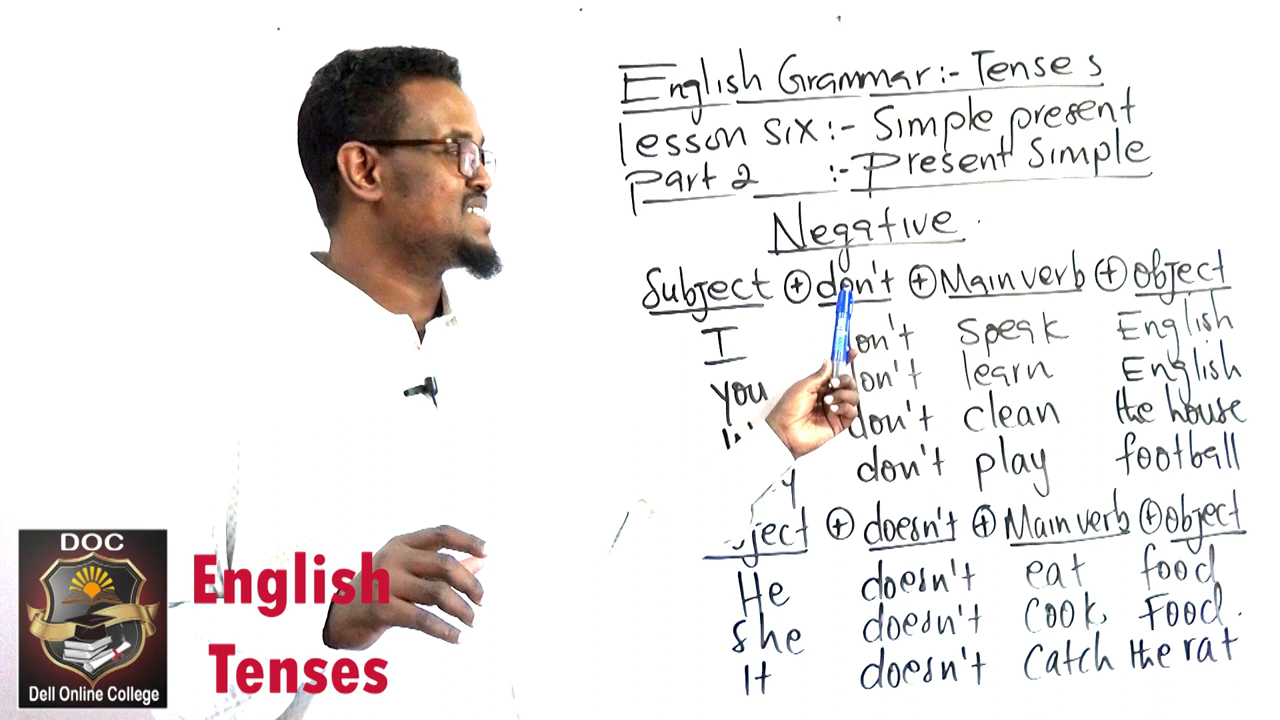 English Grammar:- Tenses
lesson six:- Simple present
Part 2 :- Present Simple
Negative.
Subject + don't + Main verb + object
I don't speak English
you don't learn English
don't clean the house
don't play football
+ doesn't + Main verb + object
He doesn't eat food
She doesn't cook, Food.
It doesn't catch the rat
DOC
Dell Online College
English
Tenses